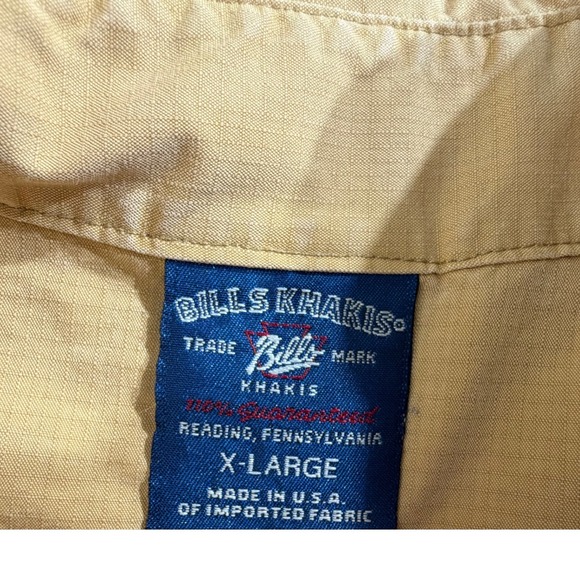 BILLS KHAKIS®
TRADE Bills MARK
KHAKIS
110% Guaranteed
READING, PENNSYLVANIA
X-LARGE
MADE IN U.S.A.
OF IMPORTED FABRIC